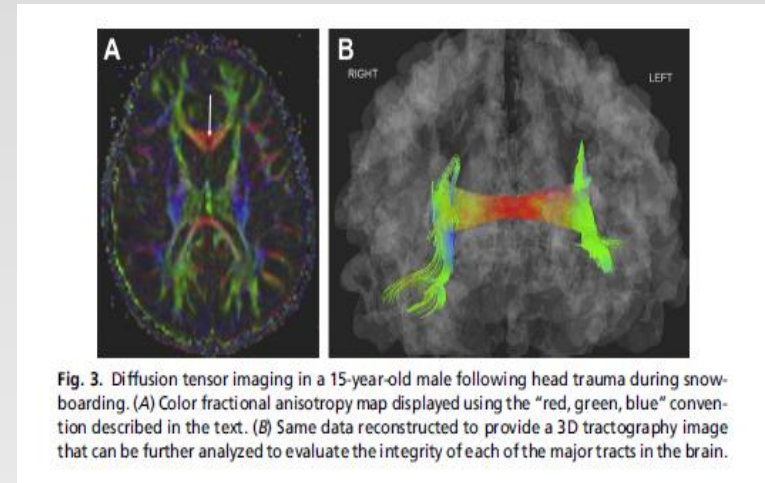 A
B
RIGHT
LEFT
Fig. 3. Diffusion tensor imaging in a 15-year-old male following head trauma during snow-
boarding. (A) Color fractional anisotropy map displayed using the "red, green, blue" conven-
tion described in the text. (B) Same data reconstructed to provide a 3D tractography image
that can be further analyzed to evaluate the integrity of each of the major tracts in the brain.